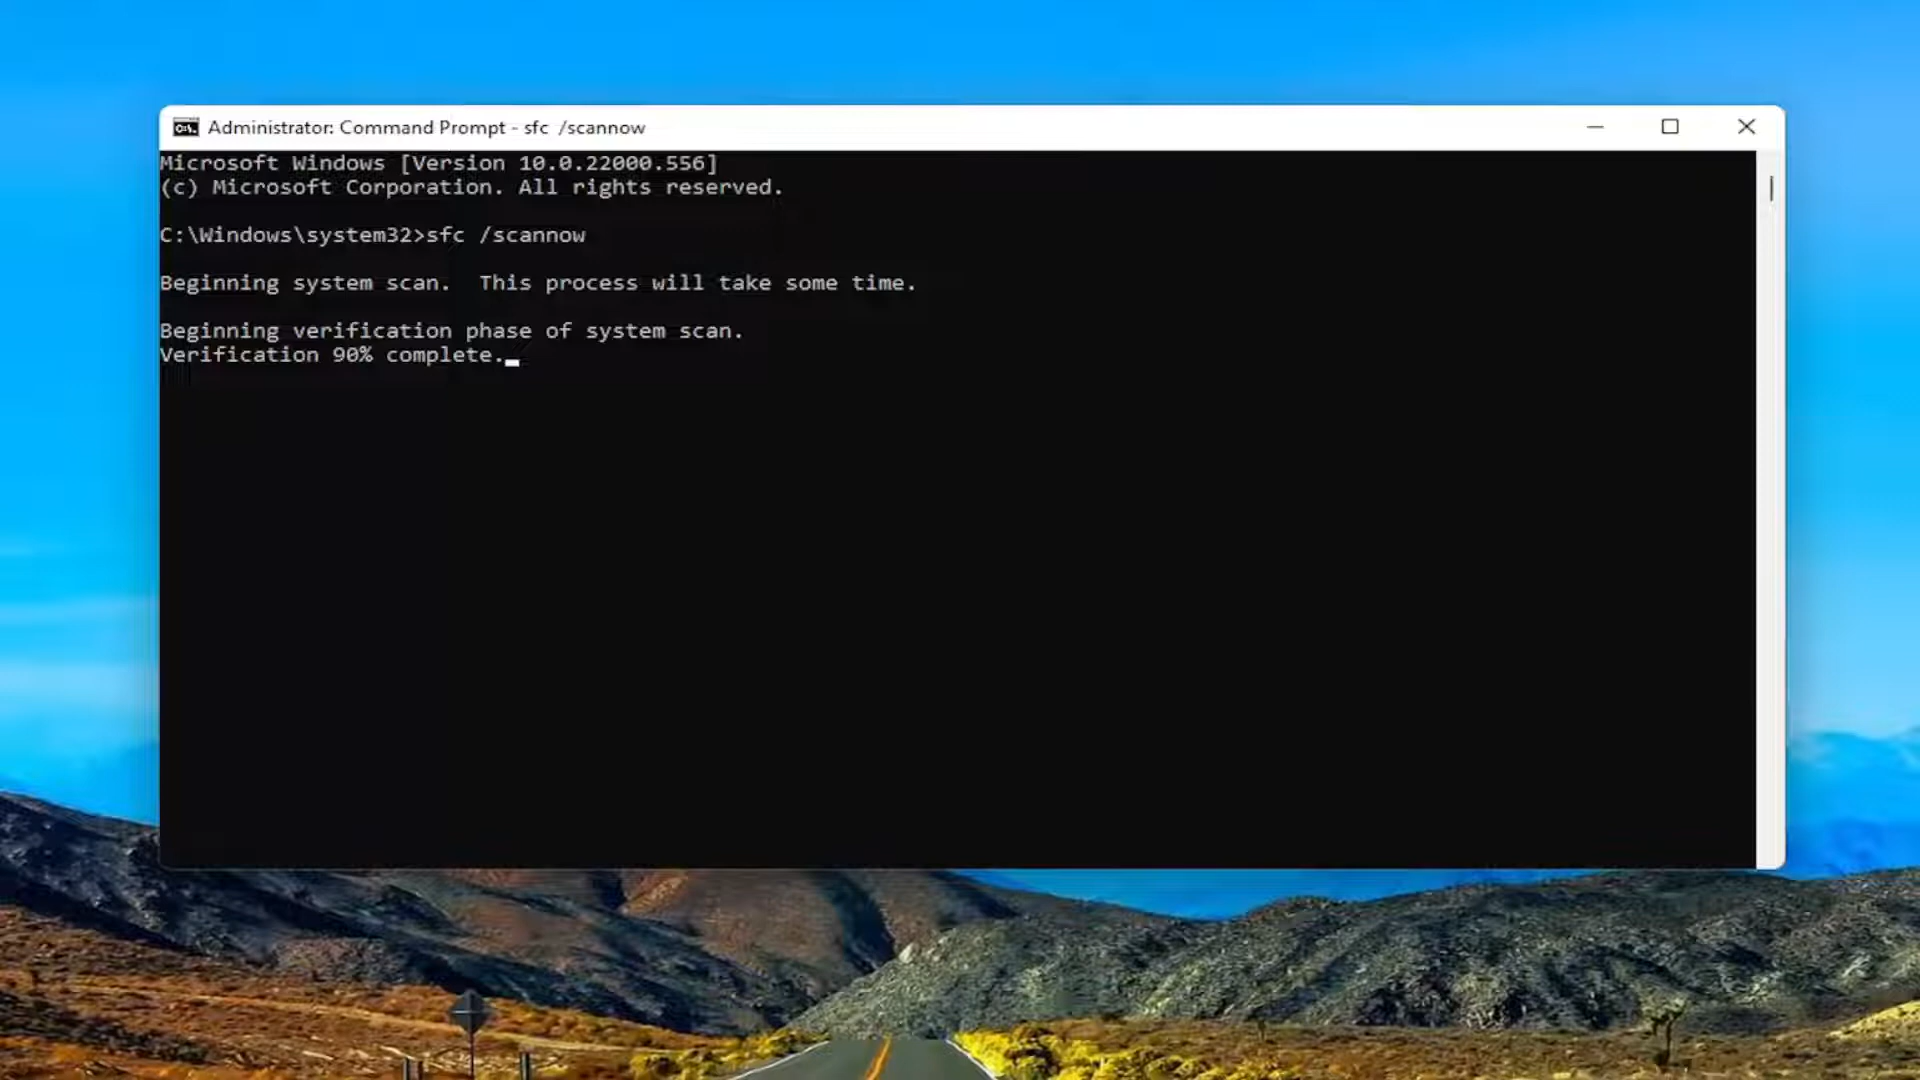 Administrator: Command Prompt - sfc  /scannow
Microsoft Windows [Version 10.0.22000.556]
(c) Microsoft Corporation. All rights reserved.
C:\Windows\system32>sfc /scannow
Beginning system scan.  This process will take some time.
Beginning verification phase of system scan.
Verification 90% complete.